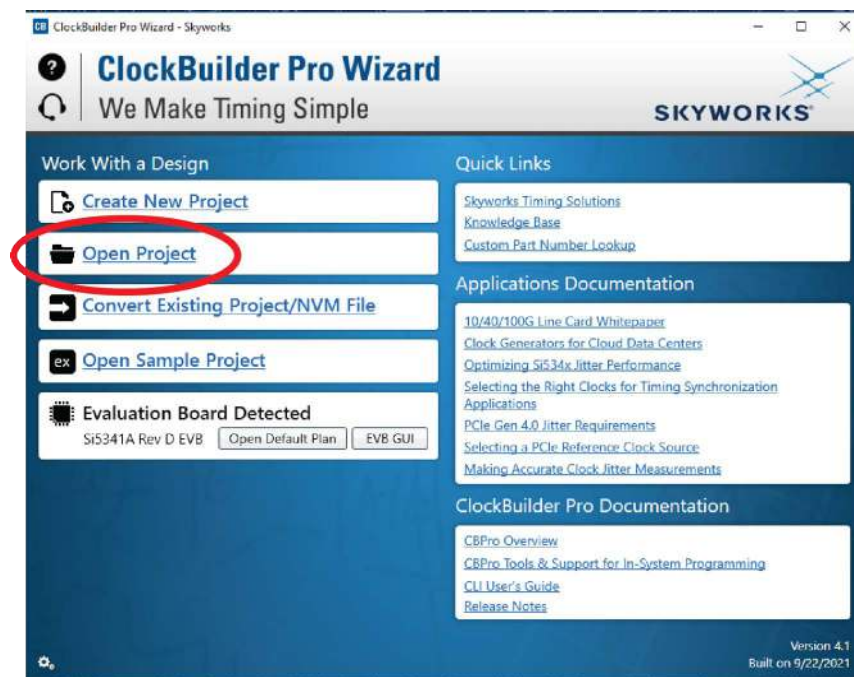 CB ClockBuilder Pro Wizard - Skyworks
ClockBuilder Pro Wizard
We Make Timing Simple
SKYWORKS
Work With a Design
Create New Project
Open Project
Convert Existing Project/NVM File
ex Open Sample Project
Evaluation Board Detected
Si5341A Rev D EVB Open Default Plan EVB GUI
Quick Links
Skyworks Timing Solutions
Knowledge Base
Custom Part Number Lookup
Applications Documentation
10/40/100G Line Card Whitepaper
Clock Generators for Cloud Data Centers
Optimizing Si534x Jitter Performance
Selecting the Right Clocks for Timing Synchronization
Applications
PCIe Gen 4.0 Jitter Requirements
Selecting a PCIe Reference Clock Source
Making Accurate Clock Jitter Measurements
ClockBuilder Pro Documentation
CBPro Overview
CBPro Tools & Support for In-System Programming
CLI User's Guide
Release Notes
Version 4.1
Built on 9/22/2021